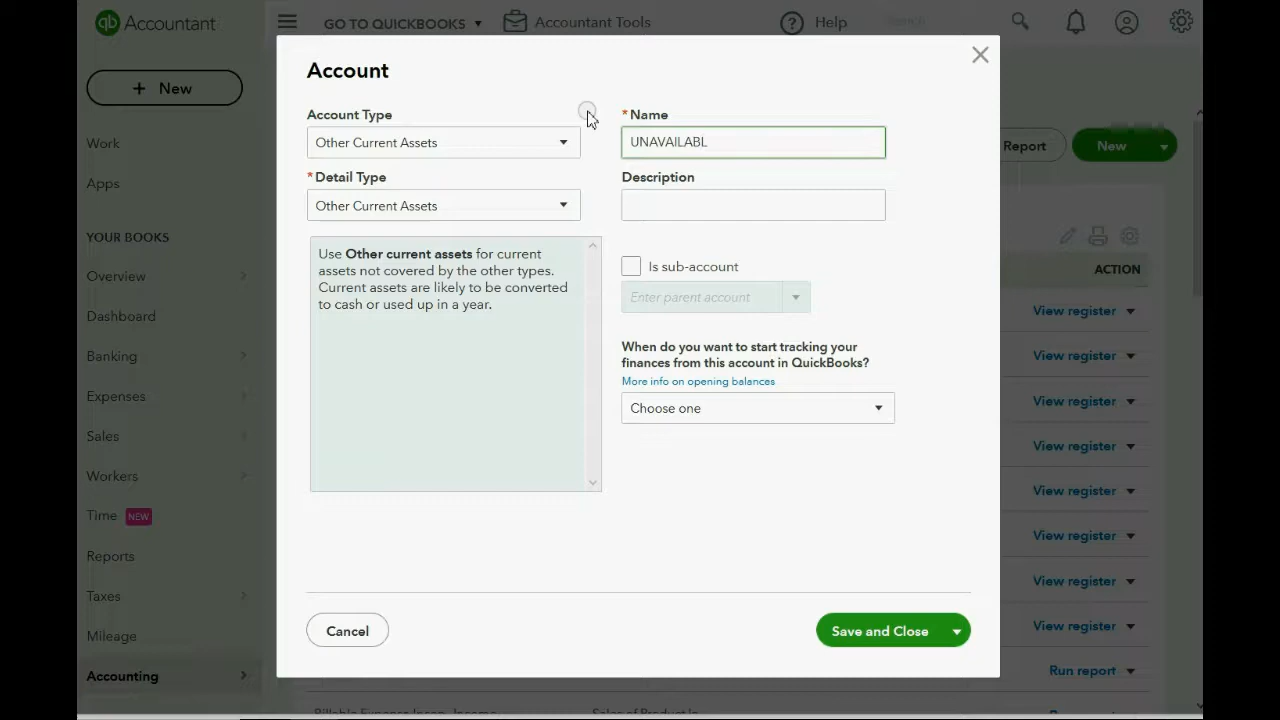 qb Accountant
GO TO QUICKBOOKS
Accountant Tools
Help
Search
+ New
Work
Apps
YOUR BOOKS
Overview
Dashboard
Banking
Expenses
Sales
Workers
Time NEW
Reports
Taxes
Mileage
Accounting
Account
Account Type
Other Current Assets
* Detail Type
Other Current Assets
Use Other current assets for current
assets not covered by the other types.
Current assets are likely to be converted
to cash or used up in a year.
* Name
UNAVAILABL
Description
Is sub-account
Enter parent account
When do you want to start tracking your
finances from this account in QuickBooks?
More info on opening balances
Choose one
Cancel
Save and Close
Report
New
ACTION
View register
View register
View register
View register
View register
View register
View register
View register
Run report